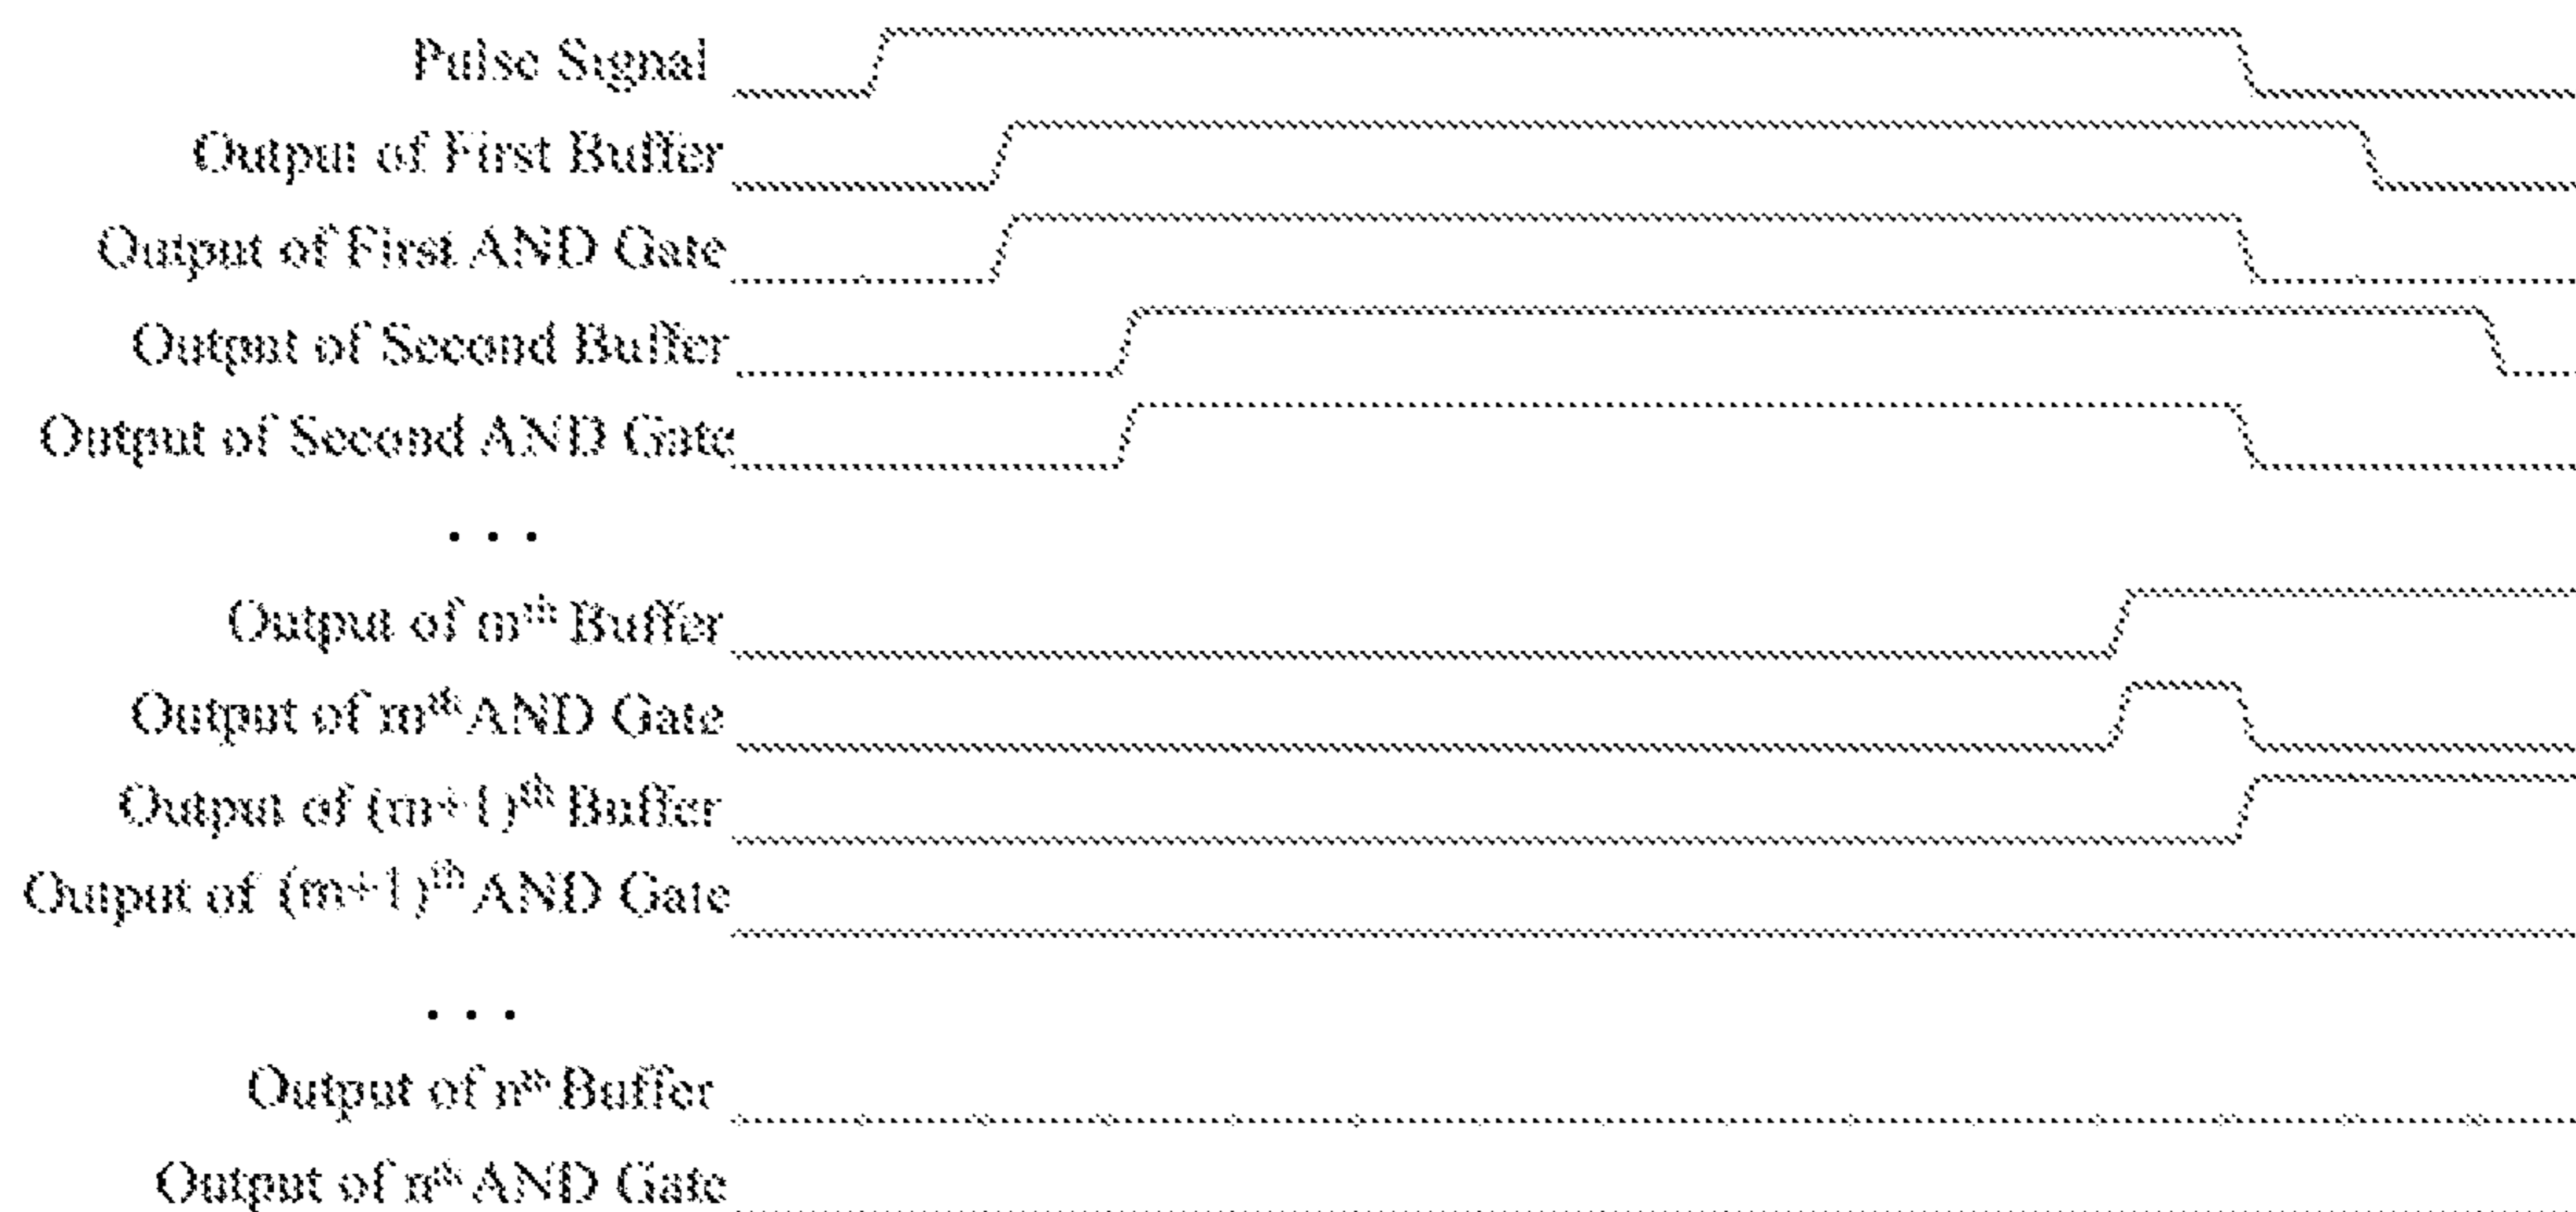 Pulse Signal
Output of First Buffer
Output of First AND Gate
Output of Second Buffer
Output of Second AND Gate
...
Output of mth Buffer
Output of mth AND Gate
Output of (m+1)th Buffer
Output of (m+1)th AND Gate
...
Output of nth Buffer
Output of nth AND Gate